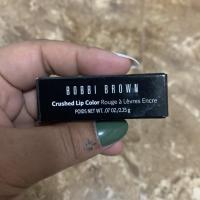 BOBBI BROWN
Crushed Lip Color Rouge à Lèvres Encre
POIDS NET WT. .07 OZ/2.25 g